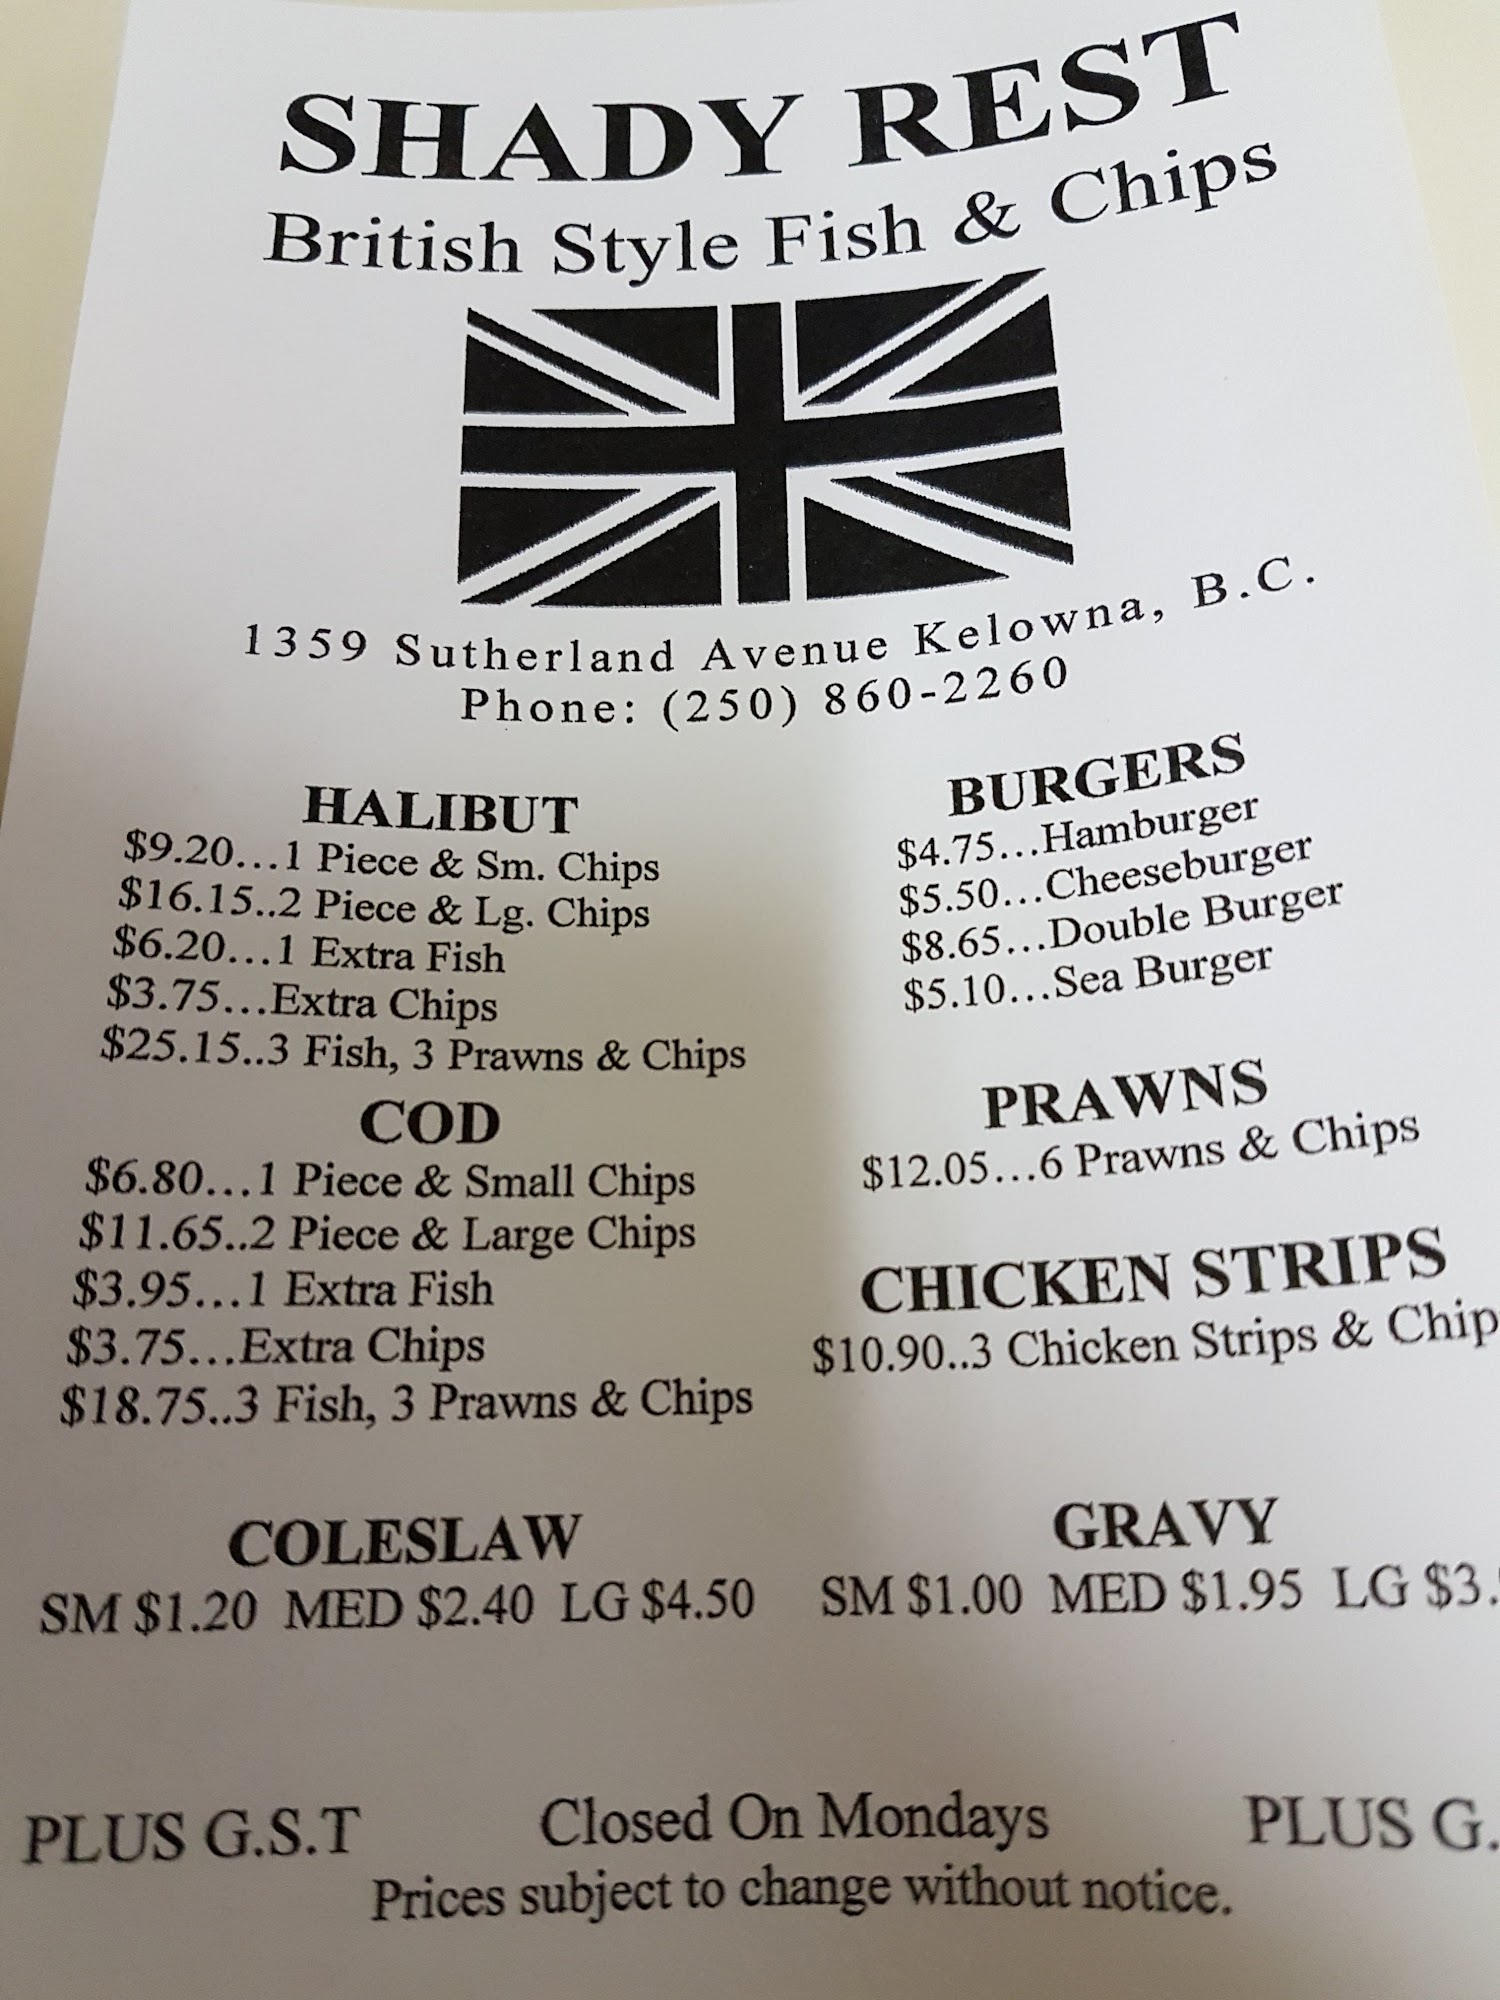 SHADY REST
British Style Fish & Chips
1359 Sutherland Avenue Kelowna, B.C.
Phone: (250) 860-2260
HALIBUT
$9.20...1 Piece & Sm. Chips
$16.15..2 Piece & Lg. Chips
$6.20...1 Extra Fish
$3.75...Extra Chips
$25.15..3 Fish, 3 Prawns & Chips
COD
$6.80...1 Piece & Small Chips
$11.65..2 Piece & Large Chips
$3.95...1 Extra Fish
$3.75...Extra Chips
$18.75..3 Fish, 3 Prawns & Chips
COLESLAW
SM $1.20 MED $2.40 LG $4.50
BURGERS
$4.75...Hamburger
$5.50...Cheeseburger
$8.65...Double Burger
$5.10...Sea Burger
PRAWNS
$12.05...6 Prawns & Chips
CHICKEN STRIPS
$10.90..3 Chicken Strips & Chip
GRAVY
SM $1.00 MED $1.95 LG $3.
PLUS G.S.T Closed On Mondays PLUS G.
Prices subject to change without notice.